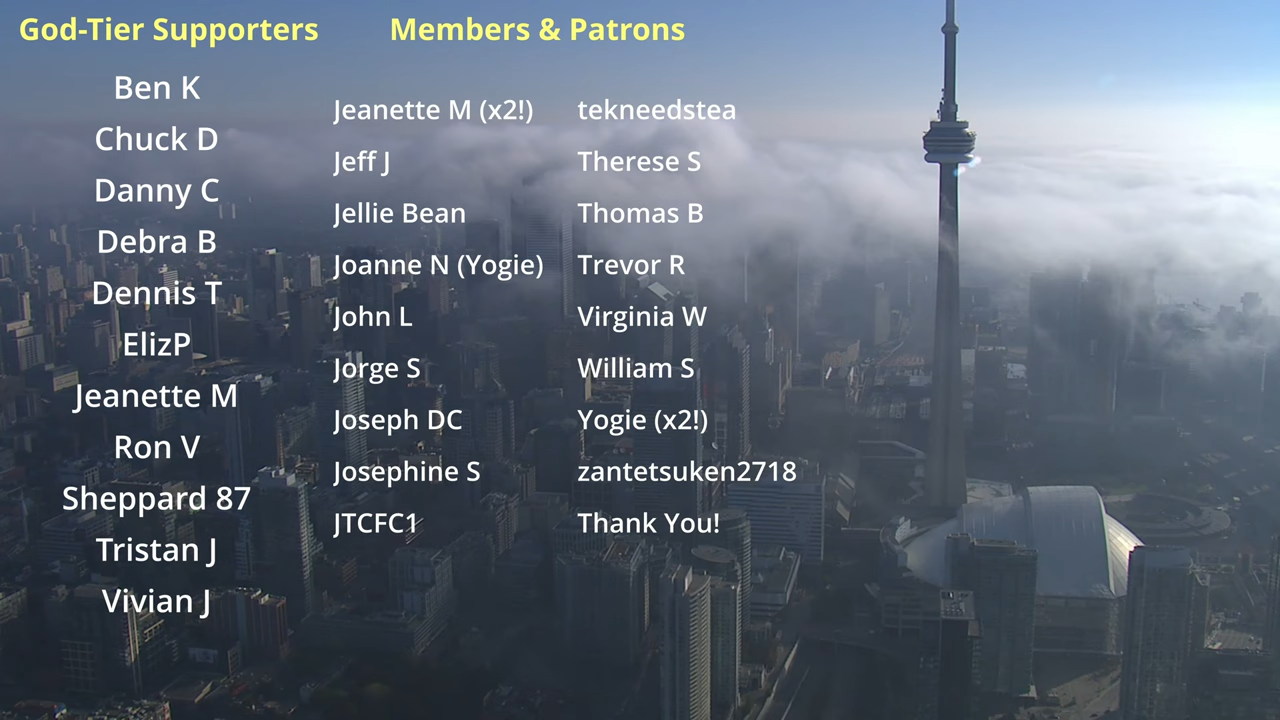 God-Tier Supporters
Ben K
Chuck D
Danny C
Debra B
Dennis T
ElizP
Jeanette M
Ron V
Sheppard 87
Tristan J
Vivian J
Members & Patrons
Jeanette M (x2!)
Jeff J
Jellie Bean
Joanne N (Yogie)
John L
Jorge S
Joseph DC
Josephine S
JTCFC1
tekneedstea
Therese S
Thomas B
Trevor R
Virginia W
William S
Yogie (x2!)
zantetsuken2718
Thank You!